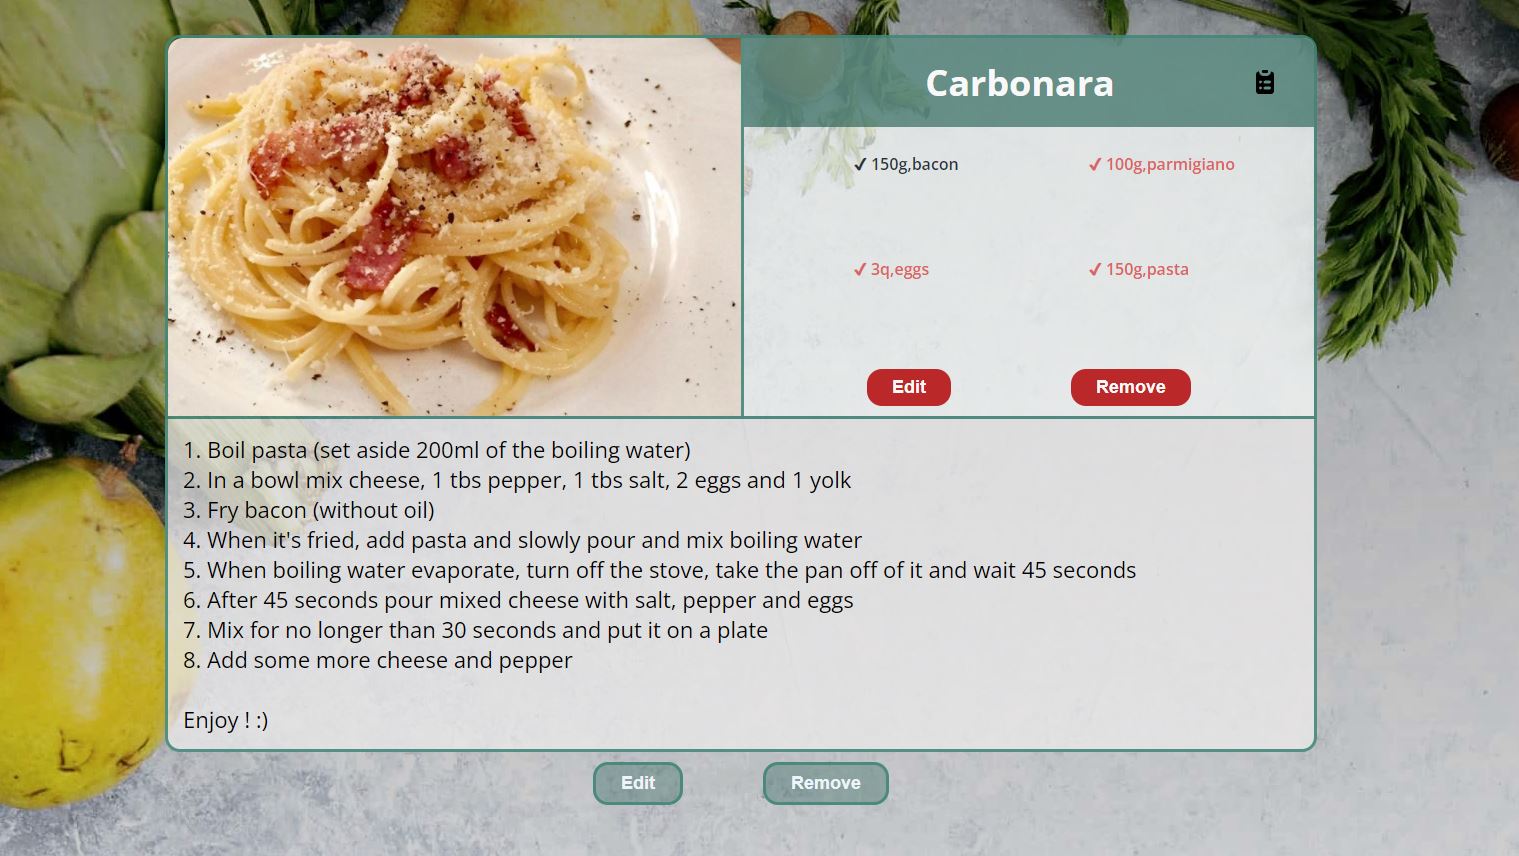 Carbonara
✓ 150g,bacon
✓ 100g,parmigiano
✓ 3q,eggs
✓ 150g,pasta
Edit
Remove
1. Boil pasta (set aside 200ml of the boiling water)
2. In a bowl mix cheese, 1 tbs pepper, 1 tbs salt, 2 eggs and 1 yolk
3. Fry bacon (without oil)
4. When it's fried, add pasta and slowly pour and mix boiling water
5. When boiling water evaporate, turn off the stove, take the pan off of it and wait 45 seconds
6. After 45 seconds pour mixed cheese with salt, pepper and eggs
7. Mix for no longer than 30 seconds and put it on a plate
8. Add some more cheese and pepper
Enjoy ! :)
Edit
Remove